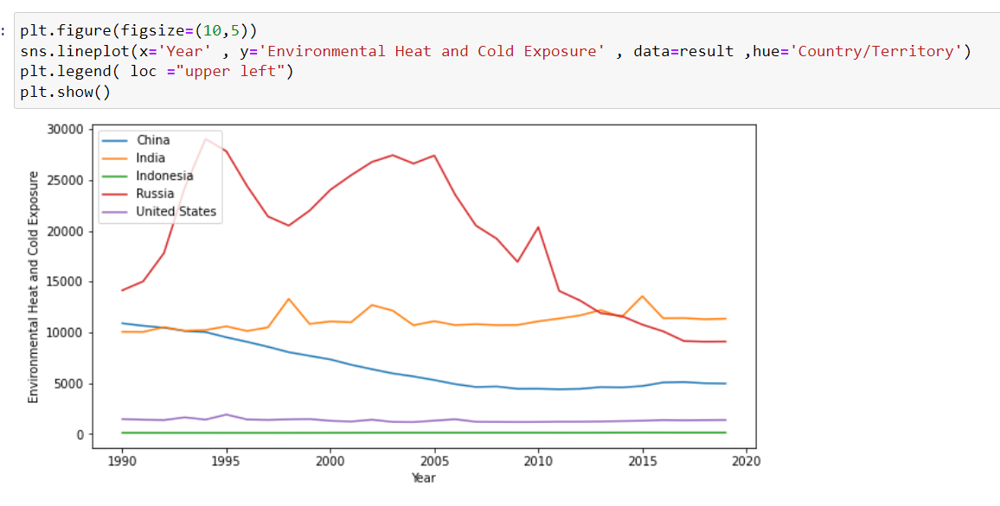 : plt.figure(figsize=(10,5))
sns.lineplot(x='Year' , y='Environmental Heat and Cold Exposure' , data=result ,hue='Country/Territory')
plt.legend( loc ="upper left")
plt.show()
30000
25000
20000
15000
10000
5000
0
Environmental Heat and Cold Exposure
China
India
Indonesia
Russia
United States
1990 1995 2000 2005 2010 2015 2020
Year